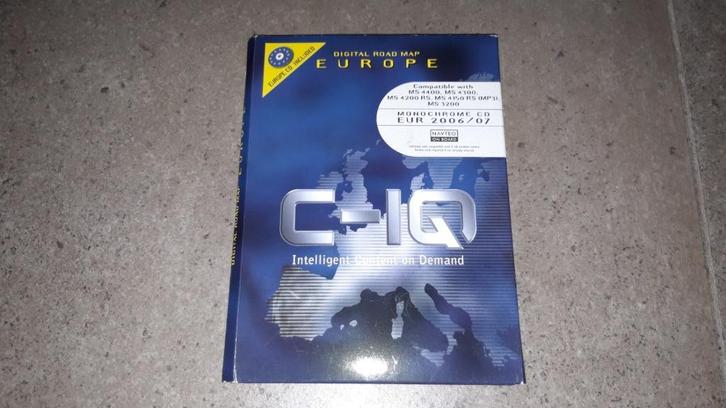 EUROPE CD INCLUDED
DIGITAL ROAD MAP
EUROPE
Compatible with
MS 4400, MS 4300,
MS 4200 RS, MS 4150 RS (MP3),
MS 3200
MONOCHROME CD
EUR 2006/07
NAVTEQ
ON BOARD
C-IQ
Intelligent Content on Demand
DIGITAL ROAD MAP EUROPE